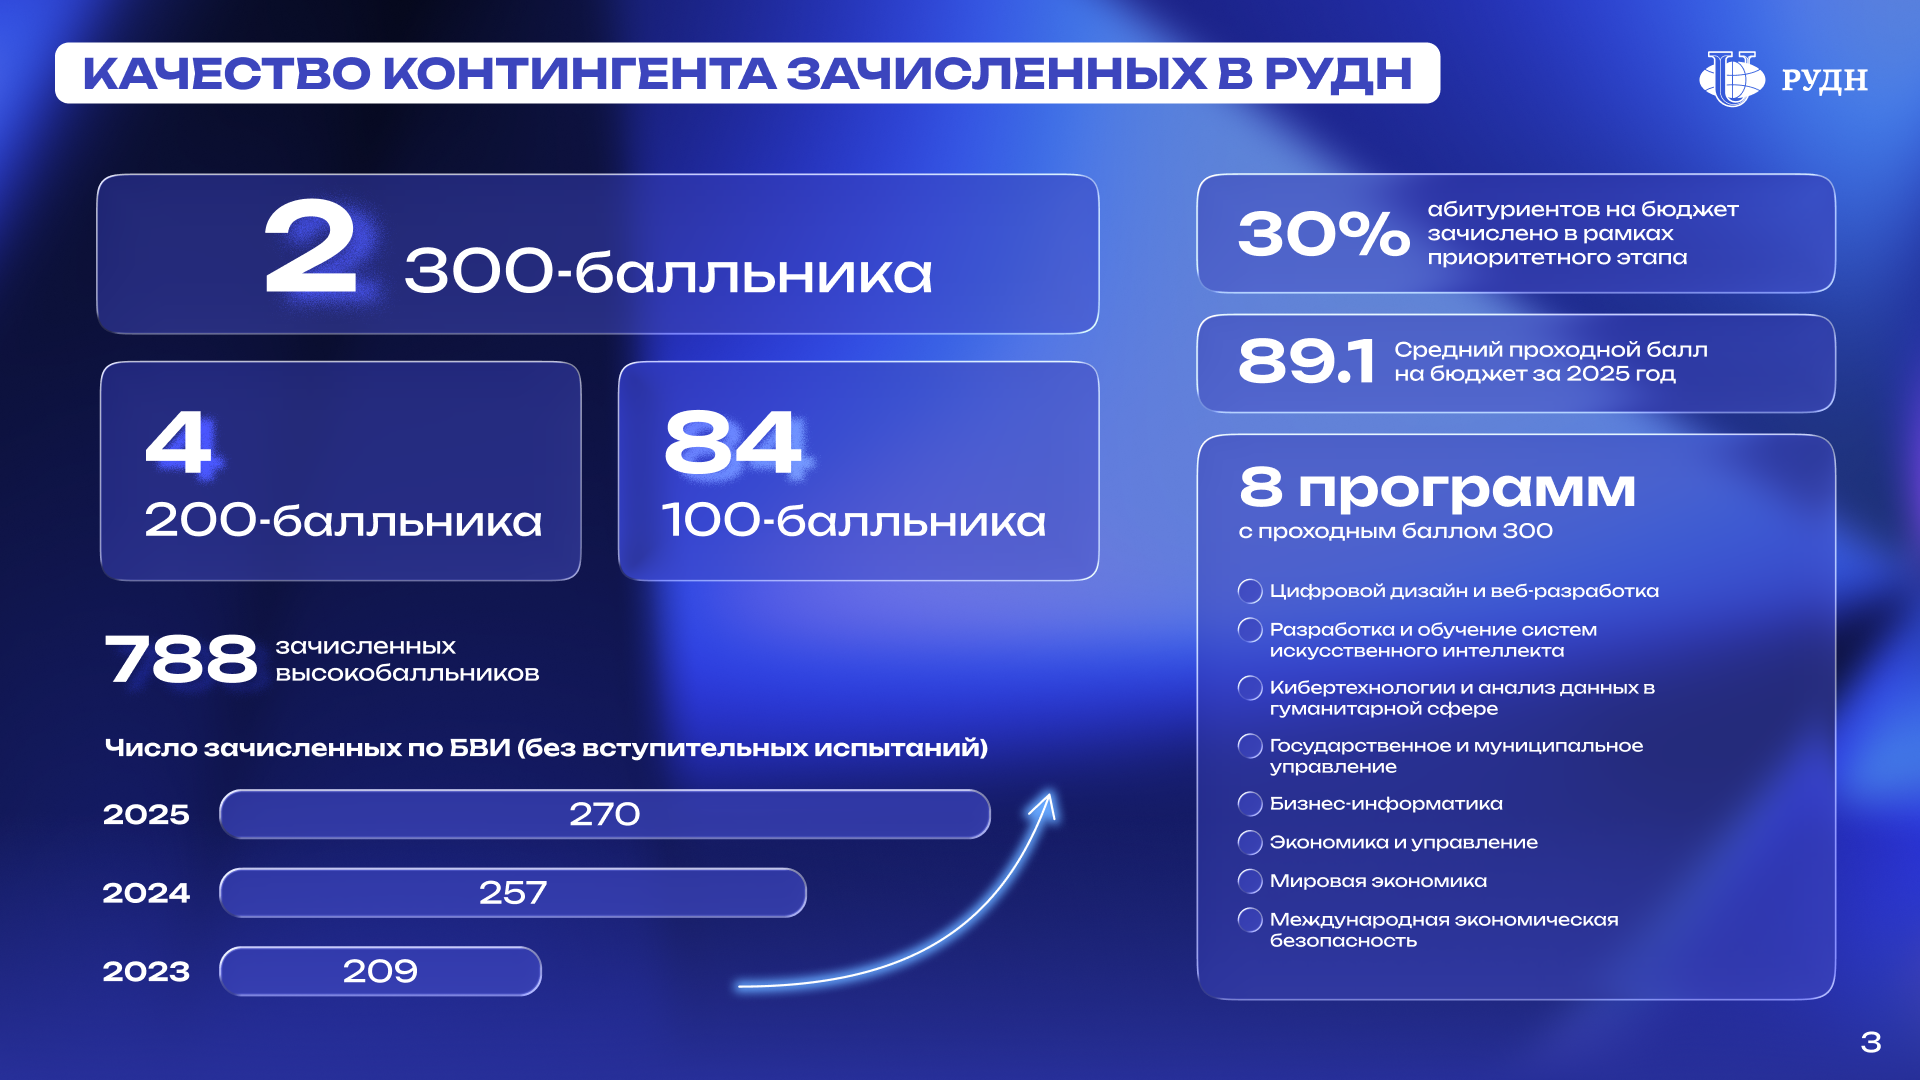 КАЧЕСТВО КОНТИНГЕНТА ЗАЧИСЛЕННЫХ В РУДН
РУДН
2 300-балльника
4
200-балльника
84
100-балльника
788 зачисленных
высокобалльников
Число зачисленных по БВИ (без вступительных испытаний)
2025 270
2024 257
2023 209
30% абитуриентов на бюджет
зачислено в рамках
приоритетного этапа
89.1 Средний проходной балл
на бюджет за 2025 год
8 программ
с проходным баллом 300
Цифровой дизайн и веб-разработка
Разработка и обучение систем
искусственного интеллекта
Кибертехнологии и анализ данных в
гуманитарной сфере
Государственное и муниципальное
управление
Бизнес-информатика
Экономика и управление
Мировая экономика
Международная экономическая
безопасность
3